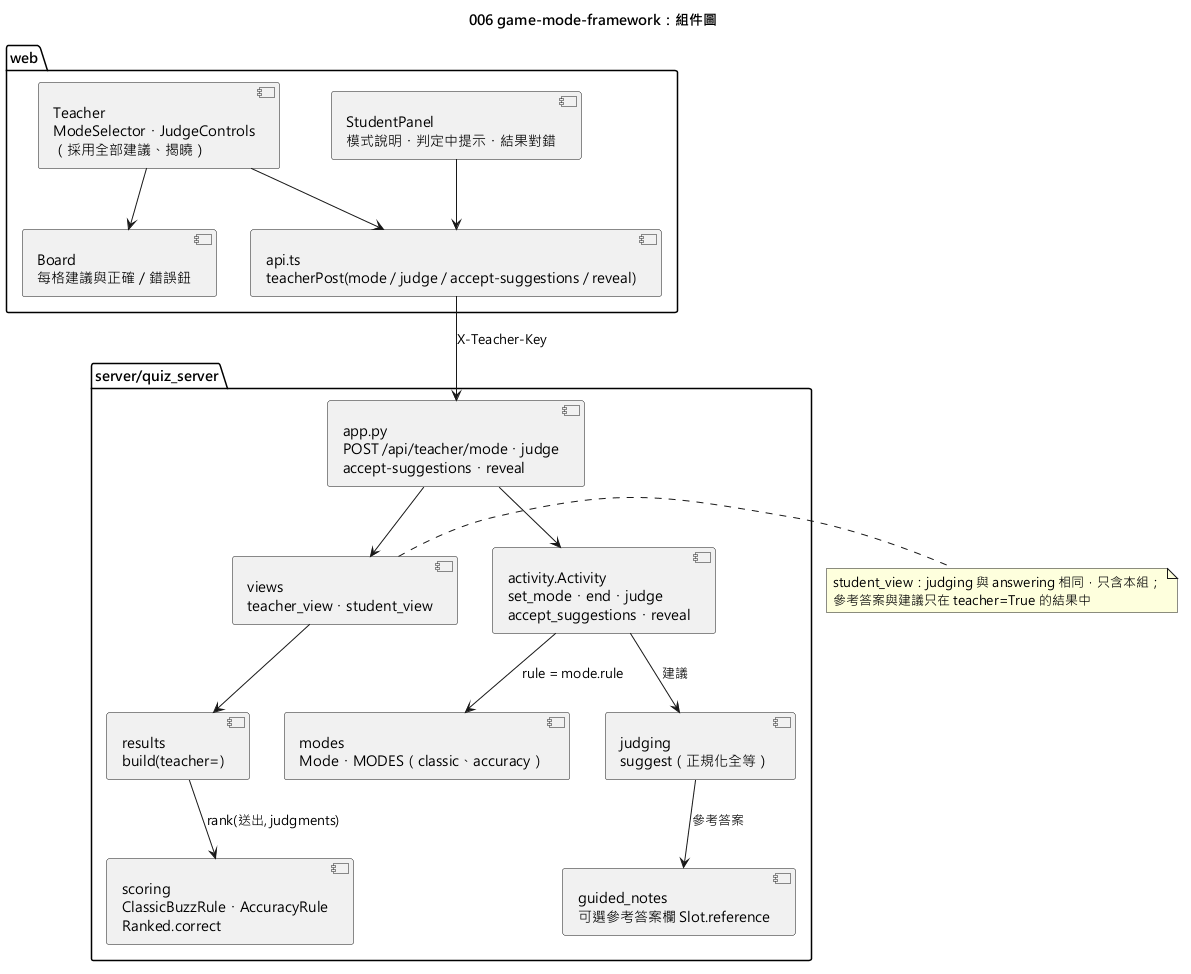 006 game-mode-framework：組件圖
web
Teacher
ModeSelector · JudgeControls
（採用全部建議、揭曉）
StudentPanel
模式說明 · 判定中提示 · 結果對錯
Board
每格建議與正確 / 錯誤鈕
api.ts
teacherPost(mode / judge / accept-suggestions / reveal)
X-Teacher-Key
server/quiz_server
app.py
POST /api/teacher/mode · judge
accept-suggestions · reveal
views
teacher_view · student_view
activity.Activity
set_mode · end · judge
accept_suggestions · reveal
student_view：judging 與 answering 相同 · 只含本組；
參考答案與建議只在 teacher=True 的結果中
rule = mode.rule
建議
results
build(teacher=)
modes
Mode · MODES（classic、accuracy）
judging
suggest（正規化全等）
rank(送出, judgments)
參考答案
scoring
ClassicBuzzRule · AccuracyRule
Ranked.correct
guided_notes
可選參考答案欄 Slot.reference